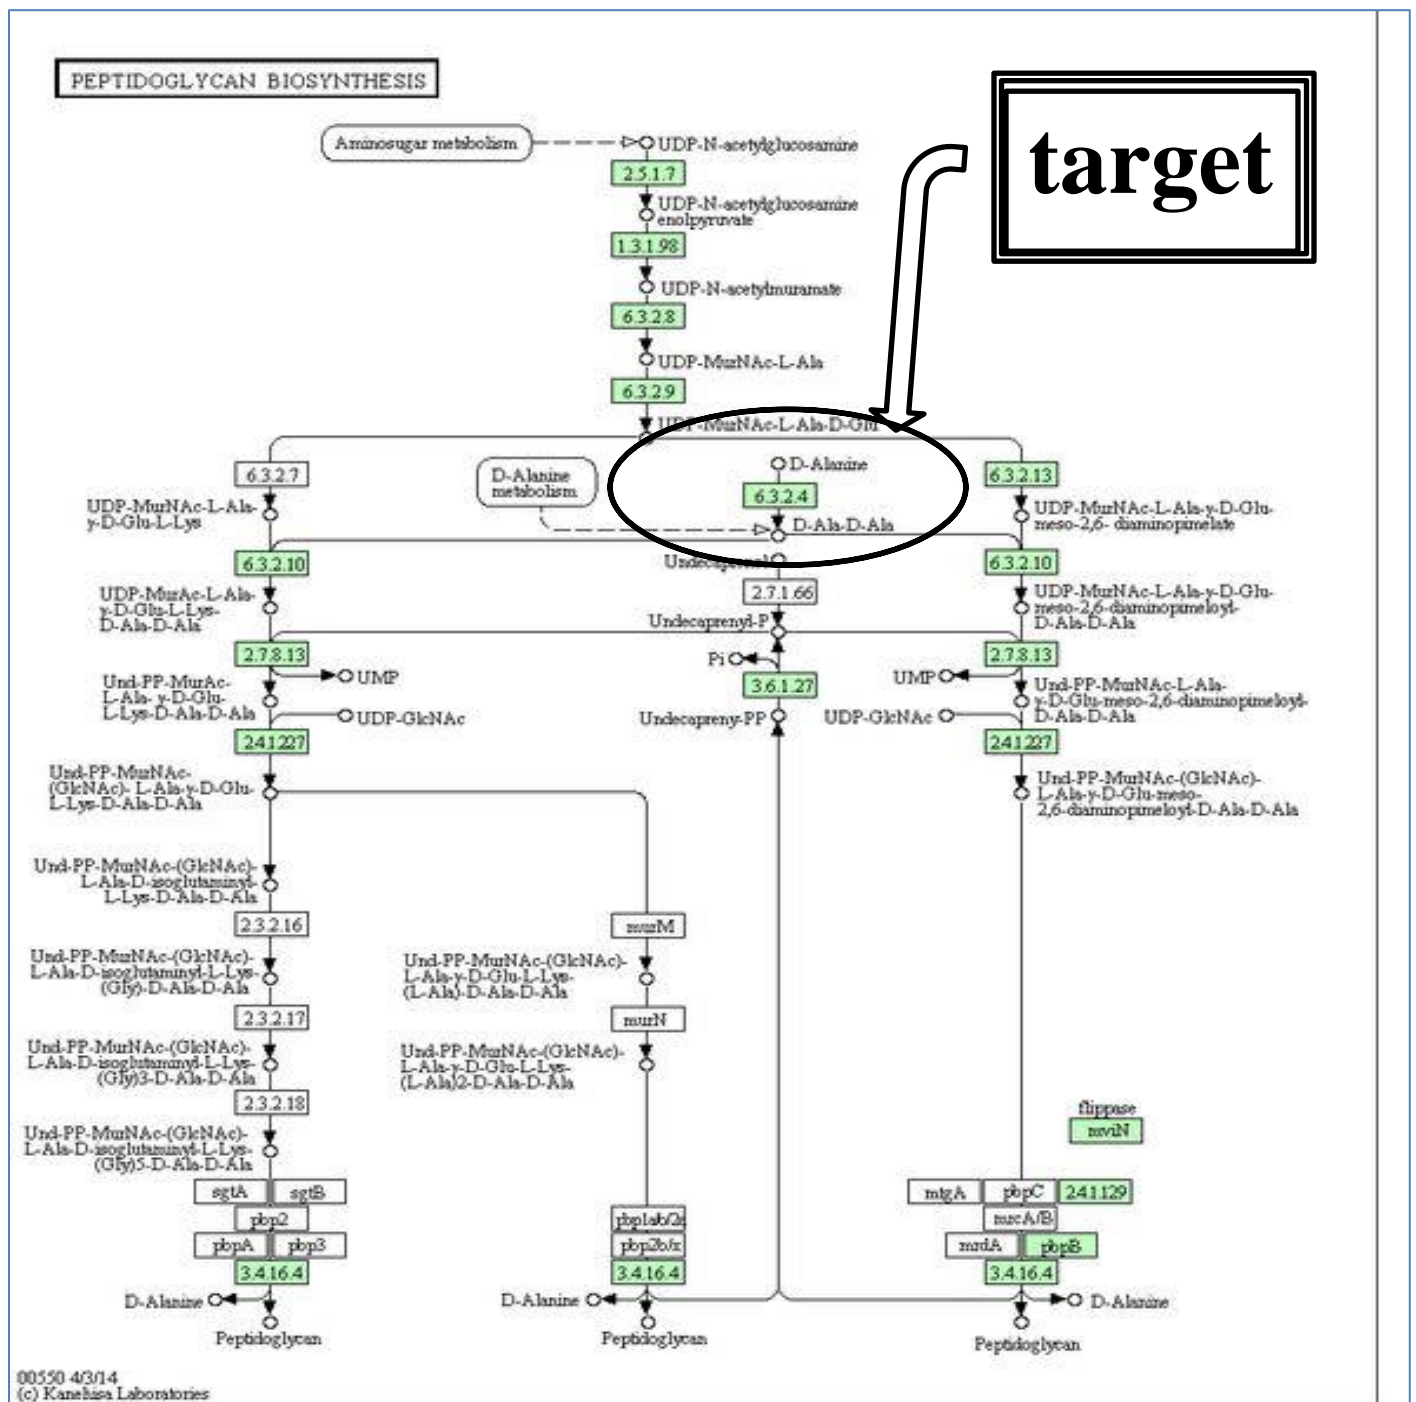 PEPTIDOGLYCAN BIOSYNTHESIS
target
Aminosugar metabolism
UDP-N-acetylglucosamine
2.5.1.7
UDP-N-acetylglucosamine
enolpyruvate
1.3.1.98
UDP-N-acetylmuramate
6.3.2.8
UDP-MurNAc-L-Ala
6.3.2.9
UDP-MurNAc-L-Ala-D-Glu
6.3.2.7
D-Alanine
metabolism
D-Alanine
6.3.2.4
D-Ala-D-Ala
6.3.2.13
UDP-MurNAc-L-Ala-
γ-D-Glu-L-Lys
UDP-MurNAc-L-Ala-γ-D-Glu-
meso-2,6- diaminopimelate
6.3.2.10
Undecaprenol
6.3.2.10
2.7.1.66
UDP-MurAc-L-Ala-
γ-D-Glu-L-Lys-
D-Ala-D-Ala
Undecaprenyl-P
UDP-MurNAc-L-Ala-γ-D-Glu-
meso-2,6-diaminopimeloyl-
D-Ala-D-Ala
2.7.8.13
UMP
Pi
3.6.1.27
UMP
2.7.8.13
Und-PP-MurAc-
L-Ala- γ-D-Glu-
L-Lys-D-Ala-D-Ala
UDP-GlcNAc
Undecapreny-PP
UDP-GlcNAc
Und-PP-MurNAc-L-Ala-
γ-D-Glu-meso-2,6-diaminopimeloyl-
D-Ala-D-Ala
2.4.1.227
2.4.1.227
Und-PP-MurNAc-
(GlcNAc)- L-Ala-γ-D-Glu-
L-Lys-D-Ala-D-Ala
Und-PP-MurNAc-(GlcNAc)-
L-Ala-γ-D-Glu-meso-
2,6-diaminopimeloyl-D-Ala-D-Ala
Und-PP-MurNAc-(GlcNAc)-
L-Ala-D-isoglutaminyl-
L-Lys-D-Ala-D-Ala
2.3.2.16
murM
Und-PP-MurNAc-(GlcNAc)-
L-Ala-D-isoglutaminyl-L-Lys-
(Gly)-D-Ala-D-Ala
Und-PP-MurNAc-(GlcNAc)-
L-Ala-γ-D-Glu-L-Lys-
(L-Ala)-D-Ala-D-Ala
2.3.2.17
murN
Und-PP-MurNAc-(GlcNAc)-
L-Ala-D-isoglutaminyl-L-Lys-
(Gly)3-D-Ala-D-Ala
Und-PP-MurNAc-(GlcNAc)-
L-Ala-γ-D-Glu-L-Lys-
(L-Ala)2-D-Ala-D-Ala
2.3.2.18
Und-PP-MurNAc-(GlcNAc)-
L-Ala-D-isoglutaminyl-L-Lys-
(Gly)5-D-Ala-D-Ala
flippase
mviN
sgtA sgtB
pbp2
pbpA pbp3
3.4.16.4
pbp1a/b/2a
pbp2b/x
3.4.16.4
mtgA pbpC 2.4.1.129
mrcA/B
mrdA pbpB
3.4.16.4
D-Alanine
D-Alanine
D-Alanine
Peptidoglycan
Peptidoglycan
Peptidoglycan
00550 4/3/14
(c) Kanehisa Laboratories